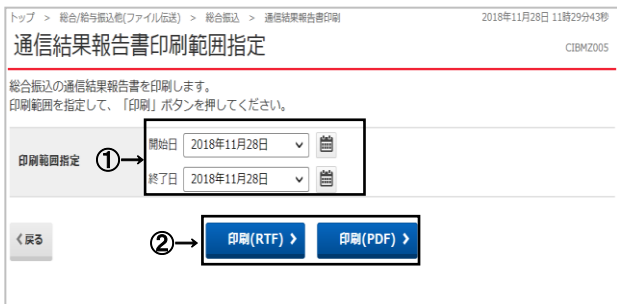 トップ > 総合/給与振込他(ファイル伝送) > 総合振込 > 通信結果報告書印刷
2018年11月28日 11時29分43秒
通信結果報告書印刷範囲指定
CIBMZ005
総合振込の通信結果報告書を印刷します。
印刷範囲を指定して、「印刷」ボタンを押してください。
印刷範囲指定
①→
開始日 2018年11月28日
終了日 2018年11月28日
〈戻る
②→
印刷(RTF) >
印刷(PDF) >